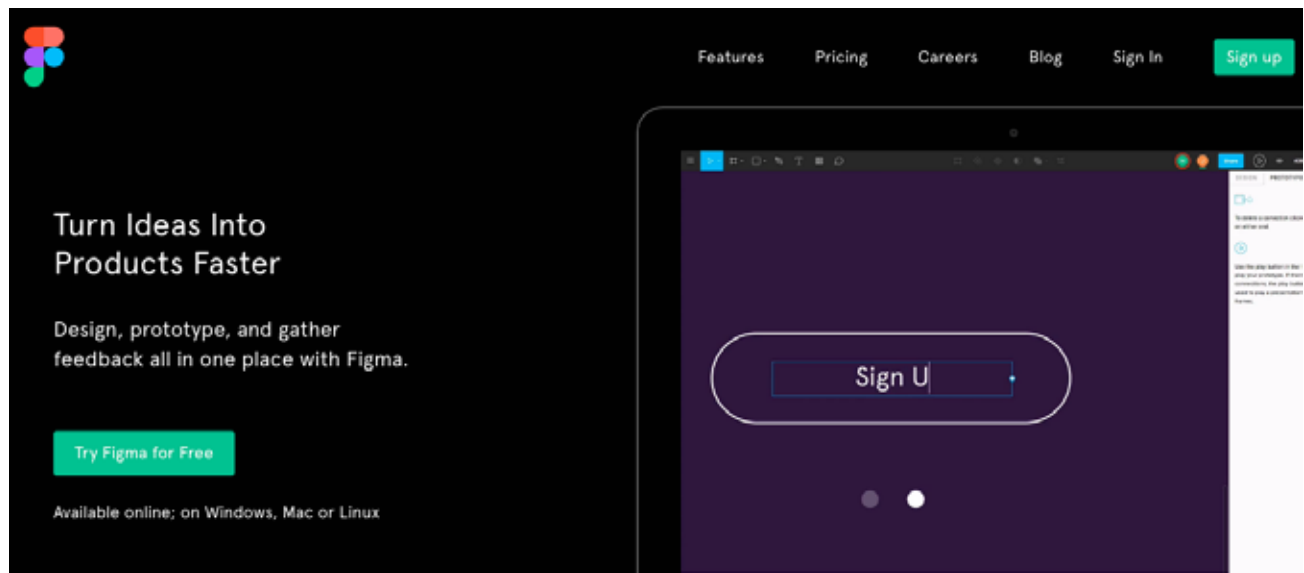 Features Pricing Careers Blog Sign In Sign up
Turn Ideas Into
Products Faster
Design, prototype, and gather
feedback all in one place with Figma.
Try Figma for Free
Available online; on Windows, Mac or Linux
Sign U